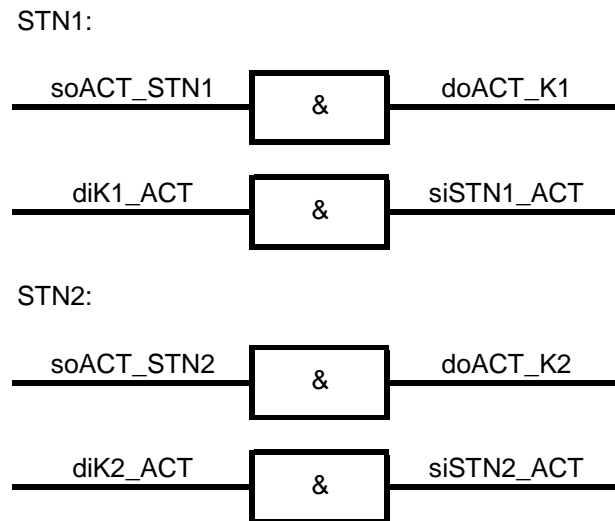 STN1:
soACT_STN1 & doACT_K1
diK1_ACT & siSTN1_ACT
STN2:
soACT_STN2 & doACT_K2
diK2_ACT & siSTN2_ACT